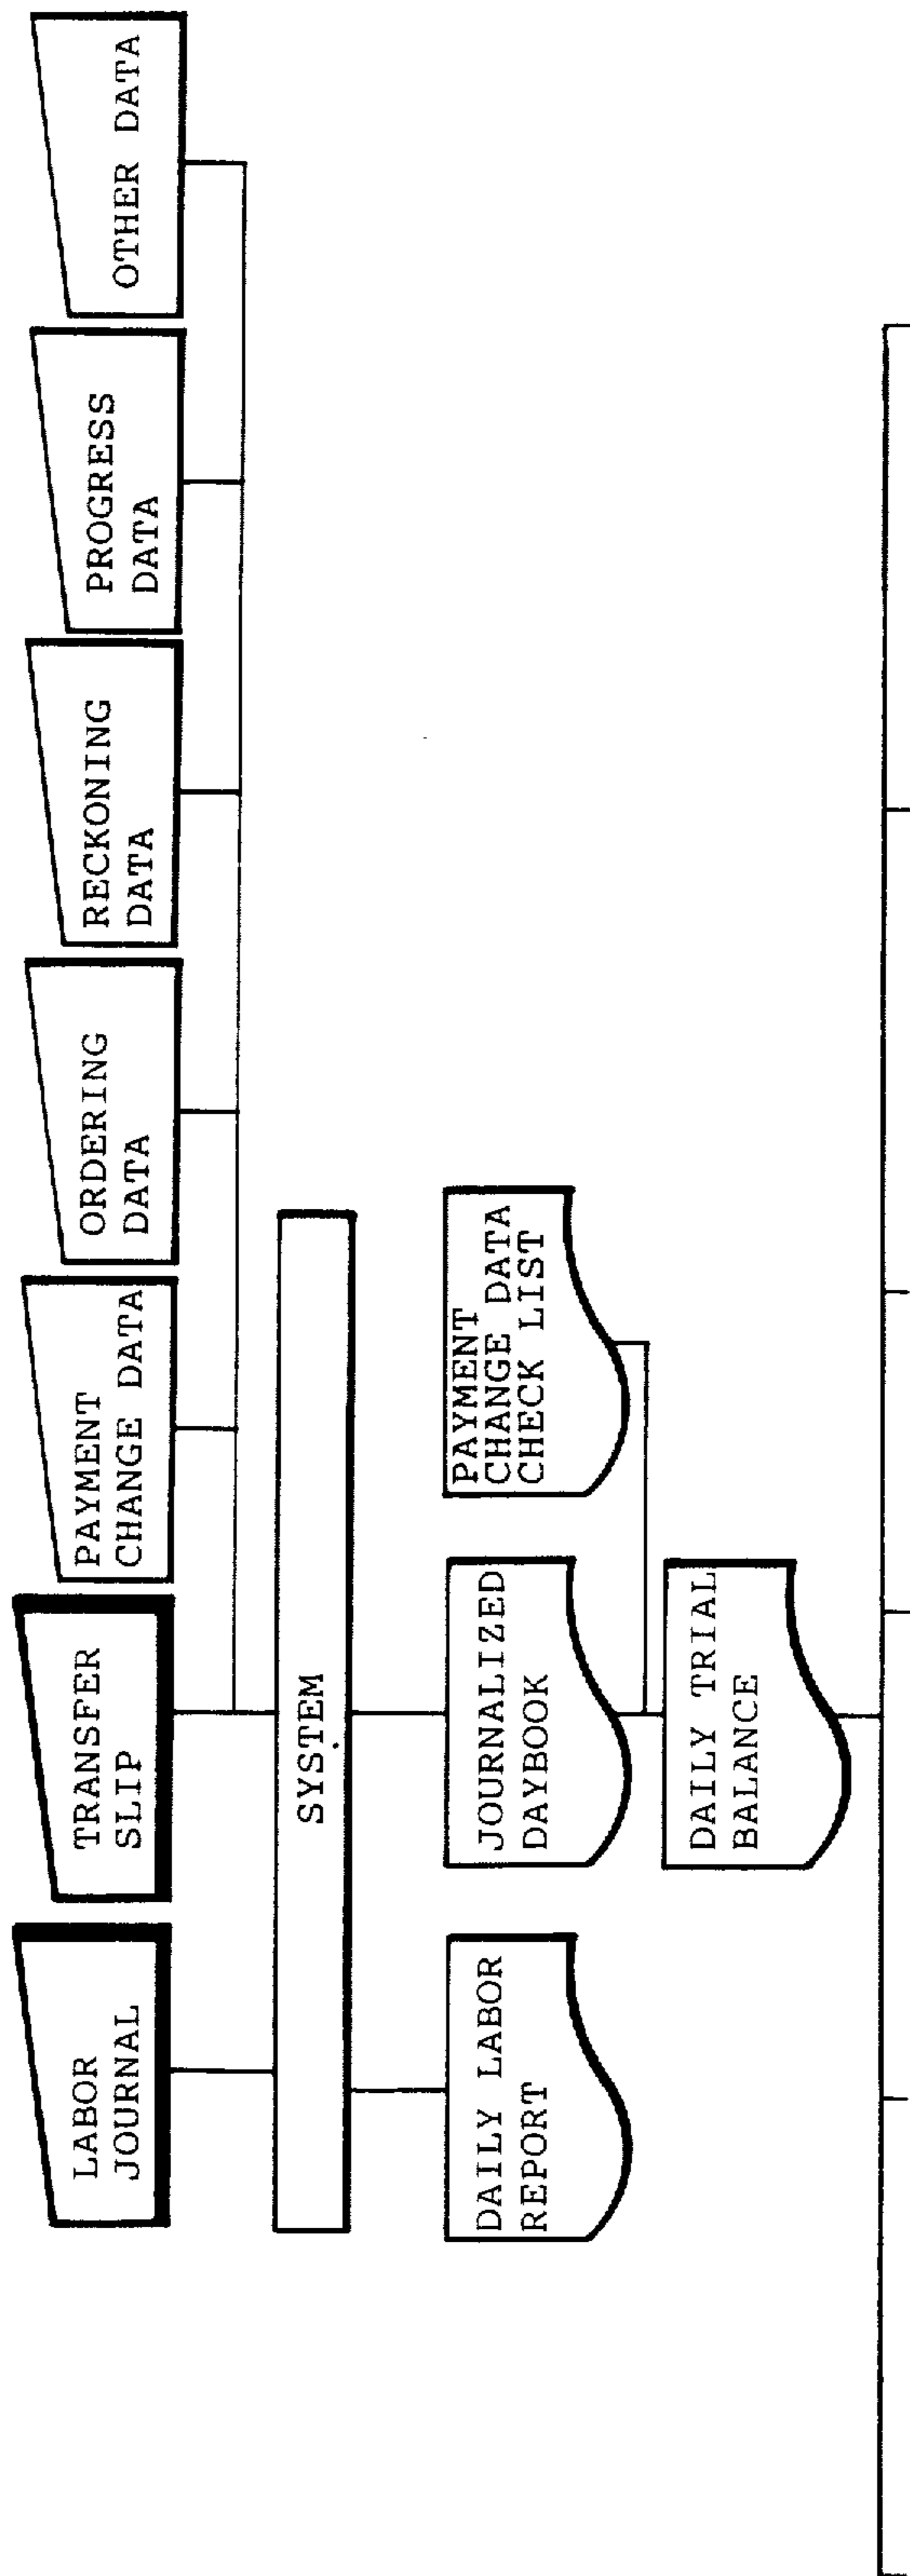 LABOR
JOURNAL
TRANSFER
SLIP
PAYMENT
CHANGE DATA
ORDERING
DATA
RECKONING
DATA
PROGRESS
DATA
OTHER DATA
SYSTEM
DAILY LABOR
REPORT
JOURNALIZED
DAYBOOK
PAYMENT
CHANGE DATA
CHECK LIST
DAILY TRIAL
BALANCE